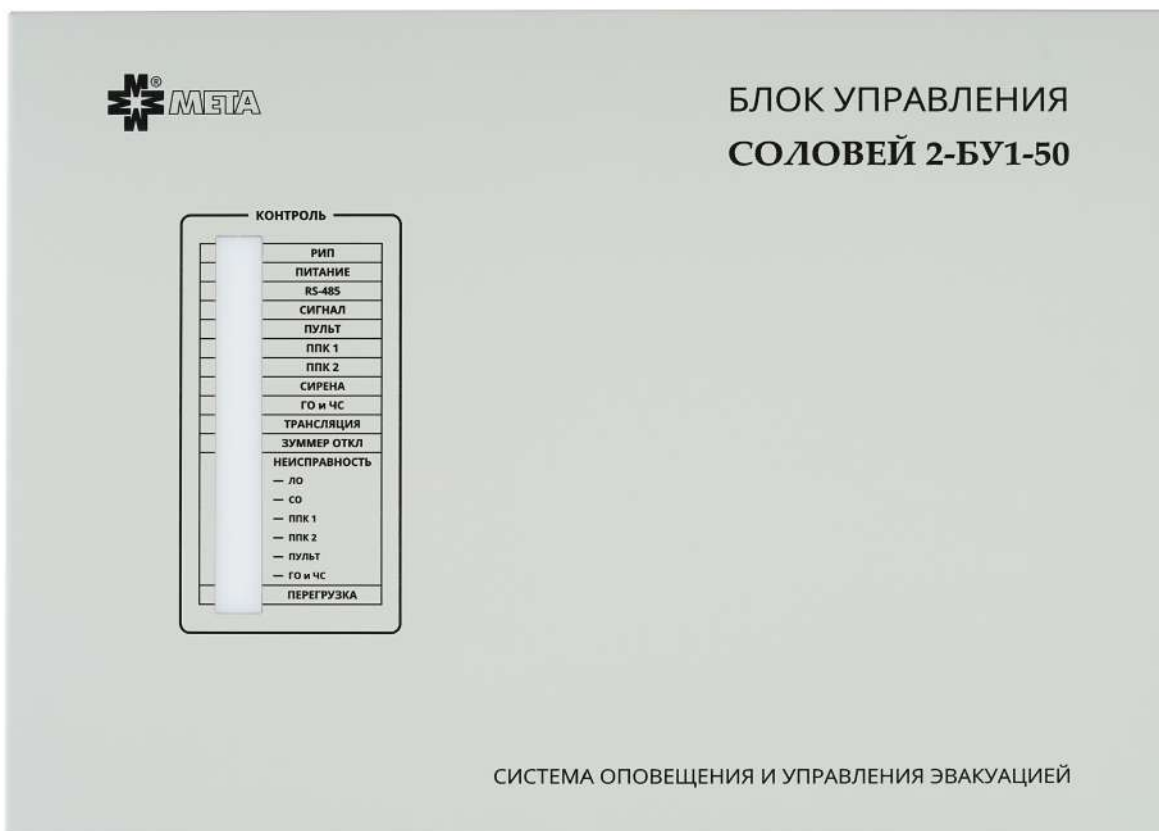 МЕТА®
БЛОК УПРАВЛЕНИЯ
СОЛОВЕЙ 2-БУ1-50
КОНТРОЛЬ
РИП
ПИТАНИЕ
RS-485
СИГНАЛ
ПУЛЬТ
ППК 1
ППК 2
СИРЕНА
ГО и ЧС
ТРАНСЛЯЦИЯ
ЗУММЕР ОТКЛ
НЕИСПРАВНОСТЬ
— ЛО
— СО
— ППК 1
— ППК 2
— ПУЛЬТ
— ГО и ЧС
ПЕРЕГРУЗКА
СИСТЕМА ОПОВЕЩЕНИЯ И УПРАВЛЕНИЯ ЭВАКУАЦИЕЙ